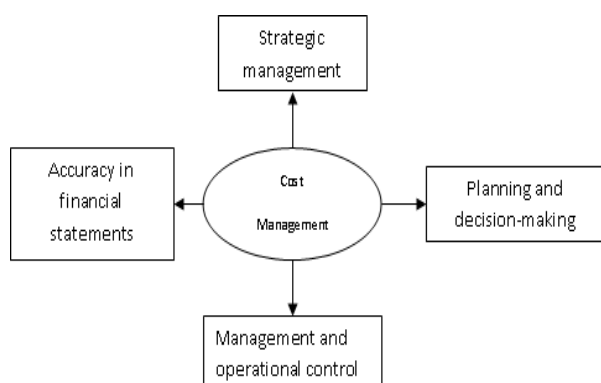 Strategic
management
Accuracy in
financial
statements
Cost
Management
Planning and
decision-making
Management and
operational control